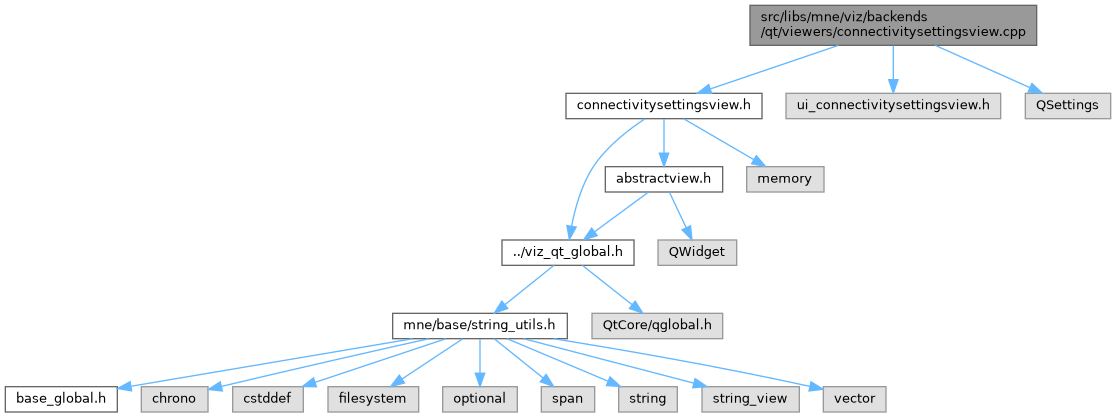 src/libs/mne/viz/backends
/qt/viewers/connectivitysettingsview.cpp
connectivitysettingsview.h
ui_connectivitysettingsview.h
QSettings
abstractview.h
memory
../viz_qt_global.h
QWidget
mne/base/string_utils.h
QtCore/qglobal.h
base_global.h
chrono
cstddef
filesystem
optional
span
string
string_view
vector